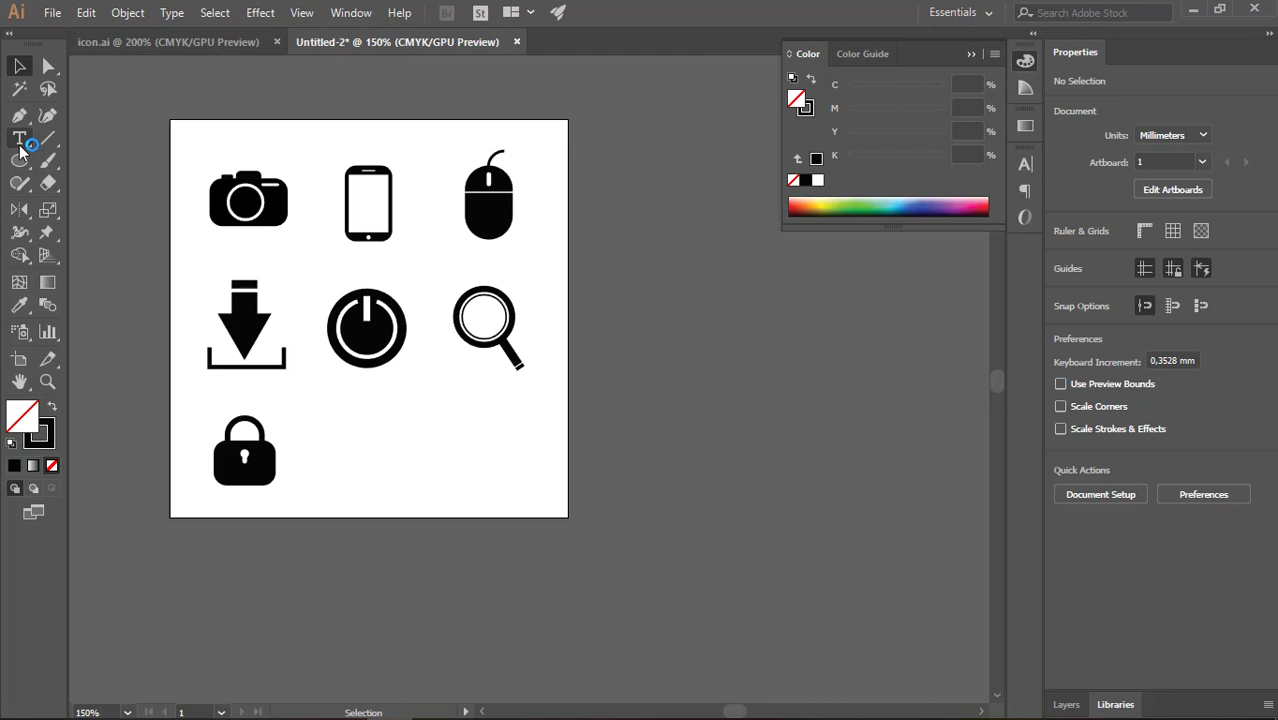 Ai File Edit Object Type Select Effect View Window Help Br St Essentials Search Adobe Stock
icon.ai @ 200% (CMYK/GPU Preview) × Untitled-2* @ 150% (CMYK/GPU Preview) ×
Color Color Guide
C %
M %
Y %
K %
Properties
No Selection
Document
Units: Millimeters
Artboard: 1
Edit Artboards
Ruler & Grids
Guides
Snap Options
Preferences
Keyboard Increment: 0,3528 mm
Use Preview Bounds
Scale Corners
Scale Strokes & Effects
Quick Actions
Document Setup Preferences
Layers Libraries
150% 1 Selection